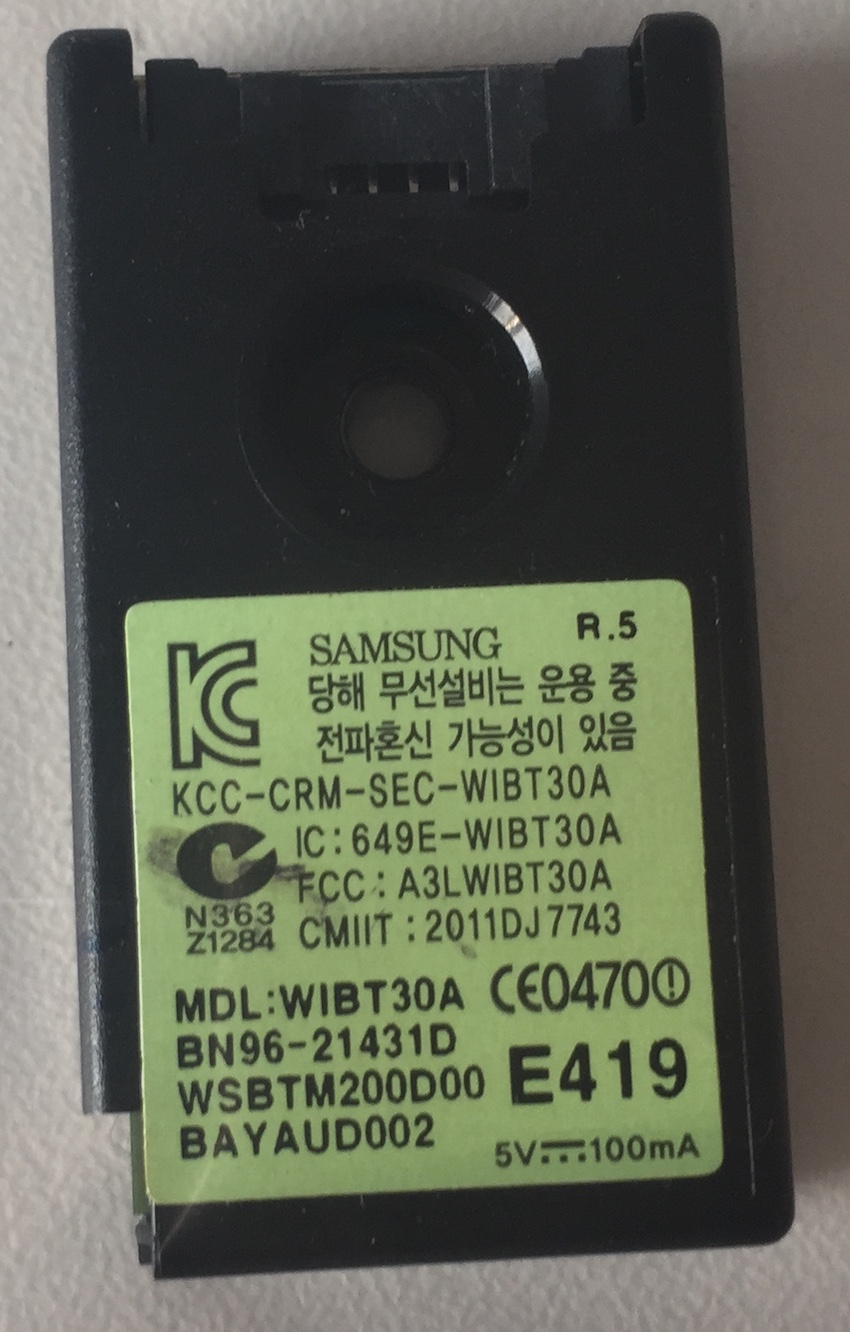 SAMSUNG R.5
당해 무선설비는 운용 중
전파혼신 가능성이 있음
KCC-CRM-SEC-WIBT30A
IC:649E-WIBT30A
FCC: A3LWIBT30A
N363
Z1284
CMIIT :2011DJ7743
MDL:WIBT30A CE0470
BN96-21431D
WSBTM200D00 E419
BAYAUD002
5V 100mA